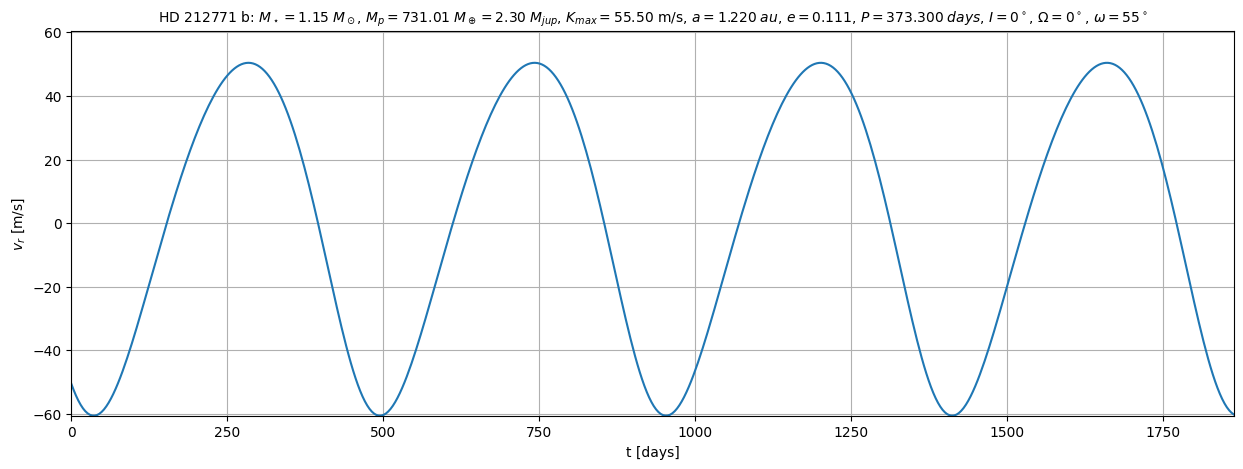 HD 212771 b: M⋆ = 1.15 M⊙, Mp = 731.01 M⊕ = 2.30 Mjup, Kmax = 55.50 m/s, a = 1.220 au, e = 0.111, P = 373.300 days, I = 0°, Ω = 0°, ω = 55°
60
40
20
0
−20
−40
−60
vr [m/s]
0 250 500 750 1000 1250 1500 1750
t [days]